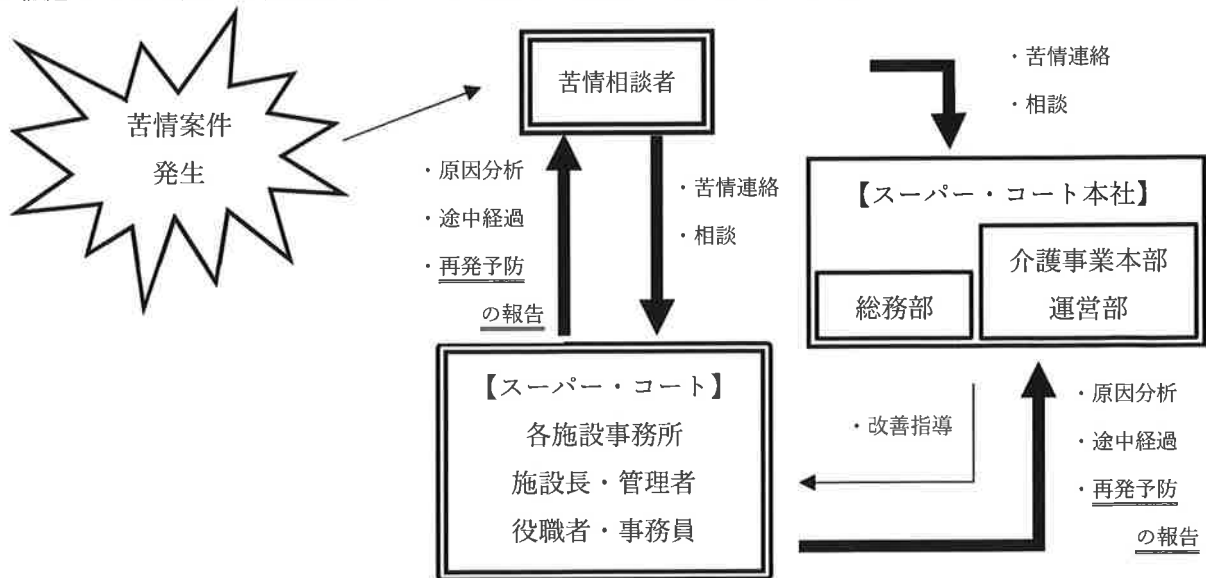 苦情案件
発生
苦情相談者
・原因分析
・途中経過
・再発予防
の報告
・苦情連絡
・相談
・苦情連絡
・相談
【スーパー・コート本社】
総務部
介護事業本部
運営部
【スーパー・コート】
各施設事務所
施設長・管理者
役職者・事務員
・改善指導
・原因分析
・途中経過
・再発予防
の報告